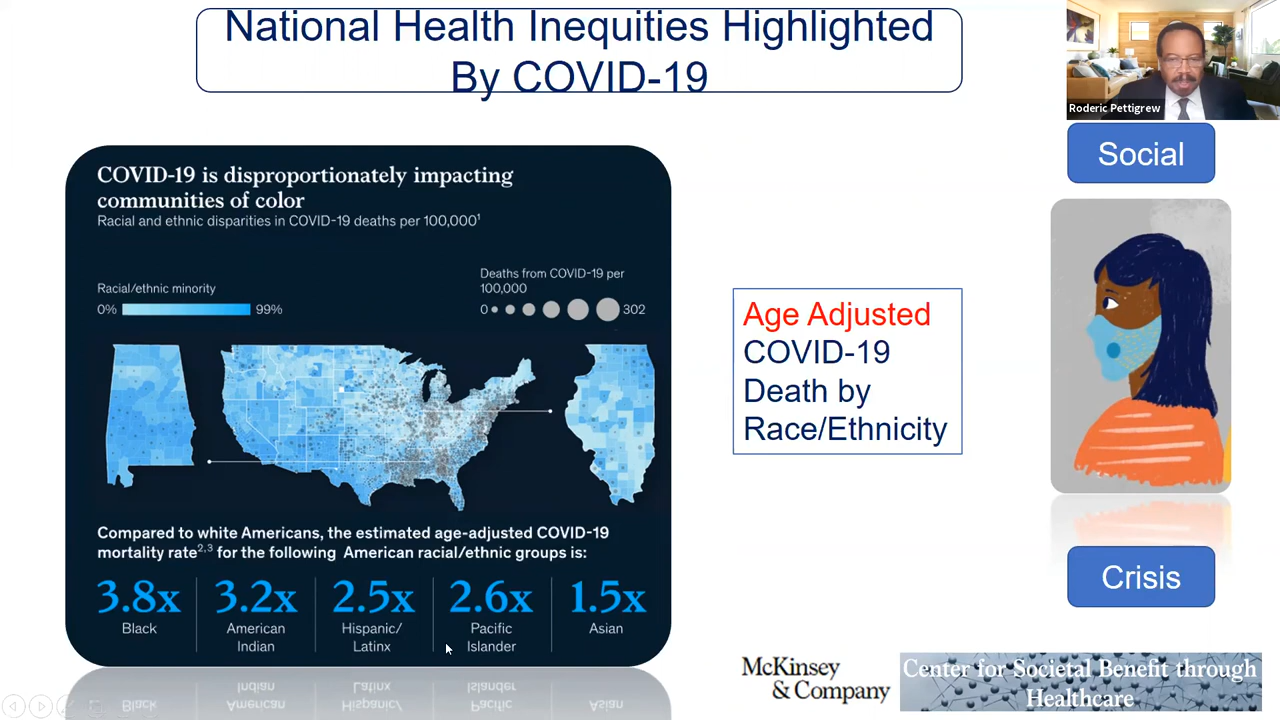 National Health Inequities Highlighted
By COVID-19
Roderic Pettigrew
Social
COVID-19 is disproportionately impacting
communities of color
Racial and ethnic disparities in COVID-19 deaths per 100,000¹
Racial/ethnic minority
0% 99%
Deaths from COVID-19 per
100,000
0 302
Age Adjusted
COVID-19
Death by
Race/Ethnicity
Compared to white Americans, the estimated age-adjusted COVID-19
mortality rate²,³ for the following American racial/ethnic groups is:
3.8x 3.2x 2.5x 2.6x 1.5x
Black American Hispanic/ Pacific Asian
Indian Latinx Islander
Crisis
McKinsey
& Company
Center for Societal Benefit through
Healthcare